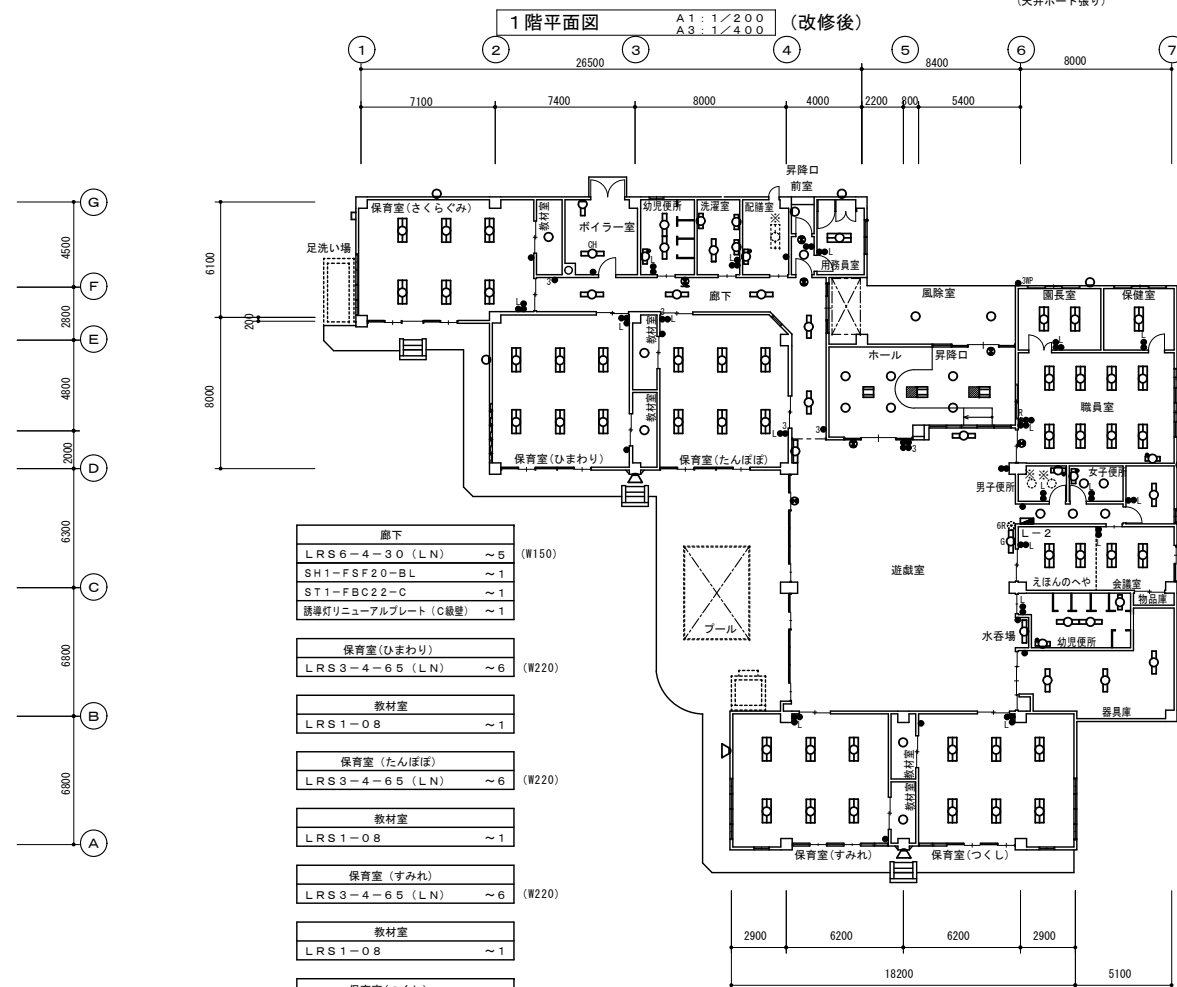 (天井ボード張り)
1階平面図 A1:1/200 (改修後)
A3:1/400
① ② ③ ④ ⑤ ⑥ ⑦
26500 8400 8000
7100 7400 8000 4000 2200 800 5400
昇降口
前室
G
F
E
D
C
B
A
4500
2800
4800
2000
6300
6800
6800
6100
200
8000
保育室(さくらぐみ)
教材室
ボイラー室
CH
幼児便所
洗濯室
配膳室
※
用務員室
足洗い場
廊下
風除室
3WP
園長室
保健室
ホール
昇降口
職員室
教材室
教材室
保育室(ひまわり)
保育室(たんぽぽ)
男子便所
女子便所
※ ※
6R
G
L-2
えほんのへや
会議室
物品庫
遊戯室
プール
水呑場
幼児便所
器具庫
教材室
教材室
保育室(すみれ)
保育室(つくし)
廊下
LRS6-4-30(LN) ~5 (W150)
SH1-FSF20-BL ~1
ST1-FBC22-C ~1
誘導灯リニューアルプレート(C級壁) ~1
保育室(ひまわり)
LRS3-4-65(LN) ~6 (W220)
教材室
LRS1-08 ~1
保育室(たんぽぽ)
LRS3-4-65(LN) ~6 (W220)
教材室
LRS1-08 ~1
保育室(すみれ)
LRS3-4-65(LN) ~6 (W220)
教材室
LRS1-08 ~1
保育室(つくし)
2900 6200 6200 2900
18200 5100